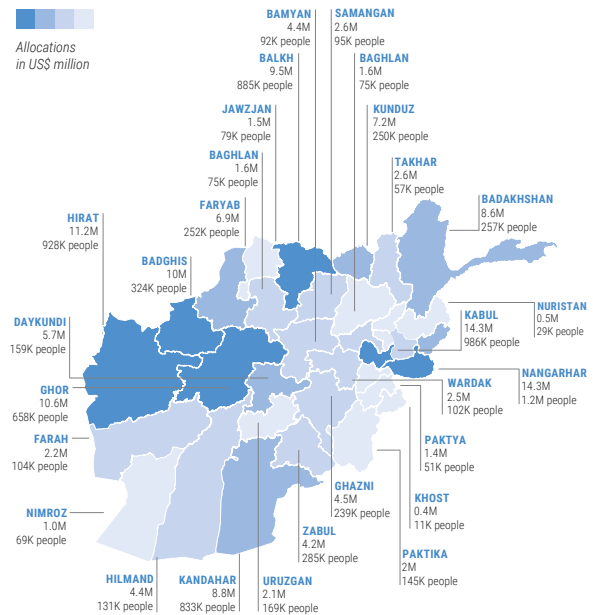 Allocations
in US$ million
BAMYAN
4.4M
92K people
SAMANGAN
2.6M
95K people
BALKH
9.5M
885K people
BAGHLAN
1.6M
75K people
JAWZJAN
1.5M
79K people
KUNDUZ
7.2M
250K people
BAGHLAN
1.6M
75K people
TAKHAR
2.6M
57K people
FARYAB
6.9M
252K people
BADAKHSHAN
8.6M
257K people
HIRAT
11.2M
928K people
BADGHIS
10M
324K people
NURISTAN
0.5M
29K people
KABUL
14.3M
986K people
DAYKUNDI
5.7M
159K people
NANGARHAR
14.3M
1.2M people
WARDAK
2.5M
102K people
GHOR
10.6M
658K people
FARAH
2.2M
104K people
PAKTYA
1.4M
51K people
GHAZNI
4.5M
239K people
KHOST
0.4M
11K people
NIMROZ
1.0M
69K people
ZABUL
4.2M
285K people
PAKTIKA
2M
145K people
HILMAND
4.4M
131K people
KANDAHAR
8.8M
833K people
URUZGAN
2.1M
169K people